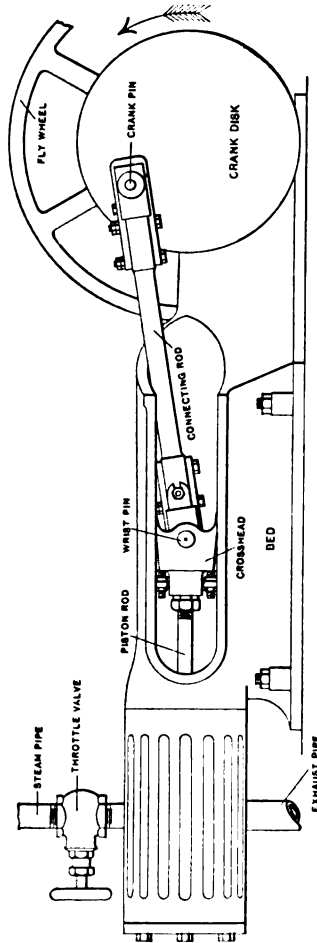 FLY WHEEL
CRANK PIN
CRANK DISK
CONNECTING ROD
WRIST PIN
CROSSHEAD
PISTON ROD
BED
STEAM PIPE
THROTTLE VALVE
EXHAUST PIPE